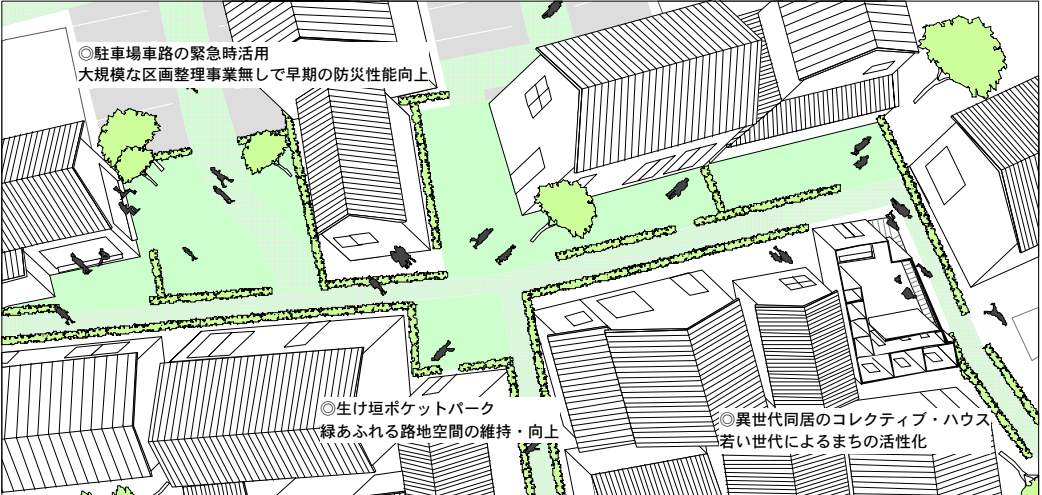 ◎駐車場車路の緊急時活用
大規模な区画整理事業無しで早期の防災性能向上
◎生け垣ポケットパーク
緑あふれる路地空間の維持・向上
◎異世代同居のコレクティブ・ハウス
若い世代によるまちの活性化